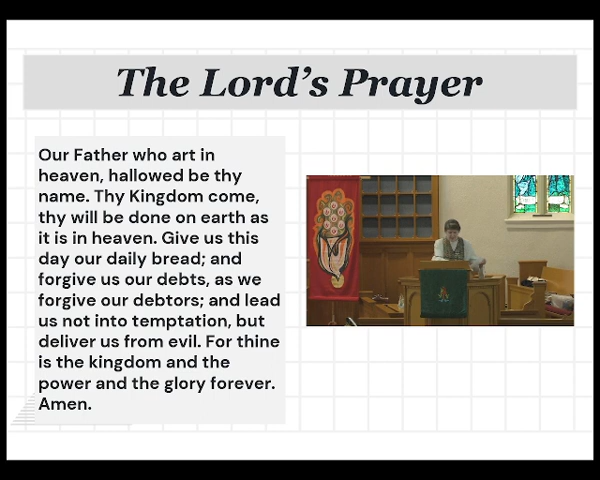 The Lord's Prayer
Our Father who art in
heaven, hallowed be thy
name. Thy Kingdom come,
thy will be done on earth as
it is in heaven. Give us this
day our daily bread; and
forgive us our debts, as we
forgive our debtors; and lead
us not into temptation, but
deliver us from evil. For thine
is the kingdom and the
power and the glory forever.
Amen.